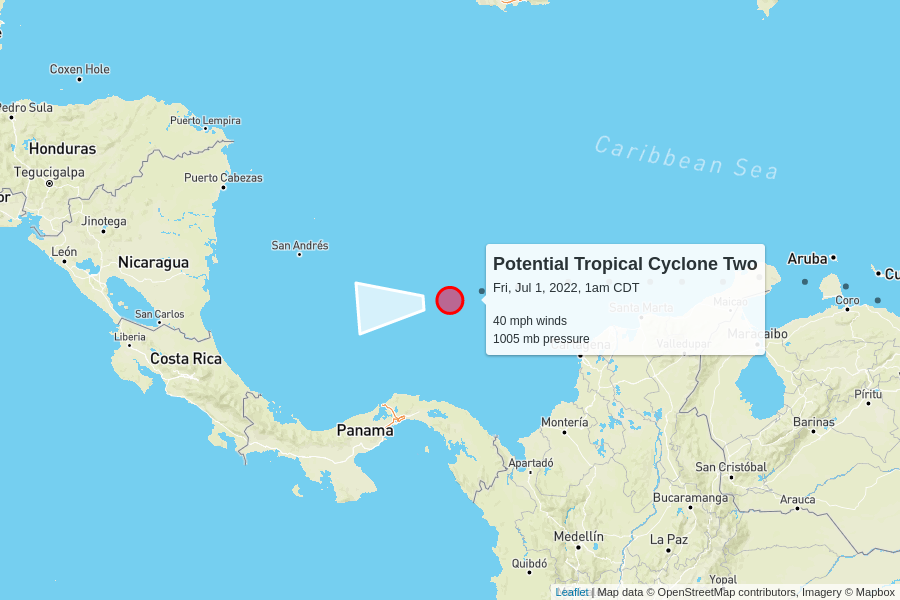 Coxen Hole
Pedro Sula
Puerto Lempira
Honduras
Caribbean Sea
Tegucigalpa
Puerto Cabezas
Jinotega
León
San Andrés
Nicaragua
Aruba
Potential Tropical Cyclone Two
Fri, Jul 1, 2022, 1am CDT
40 mph winds
1005 mb pressure
Santa Marta
Maicao
Coro
San Carlos
Liberia
Costa Rica
Maracaibo
Valledupar
Píritu
Panama
Montería
Barinas
Apartadó
San Cristóbal
Bucaramanga
Arauca
Medellín
La Paz
Quibdó
Yopal
Leaflet | Map data © OpenStreetMap contributors, Imagery © Mapbox